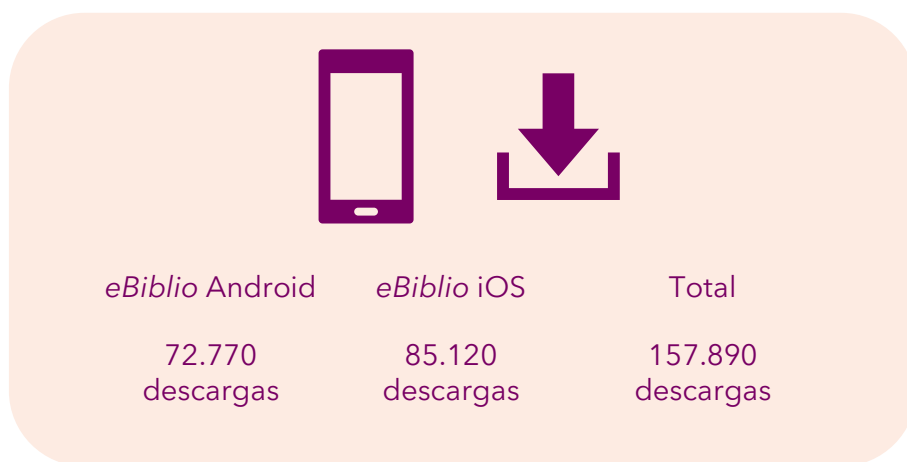 eBiblio Android
72.770
descargas
eBiblio iOS
85.120
descargas
Total
157.890
descargas